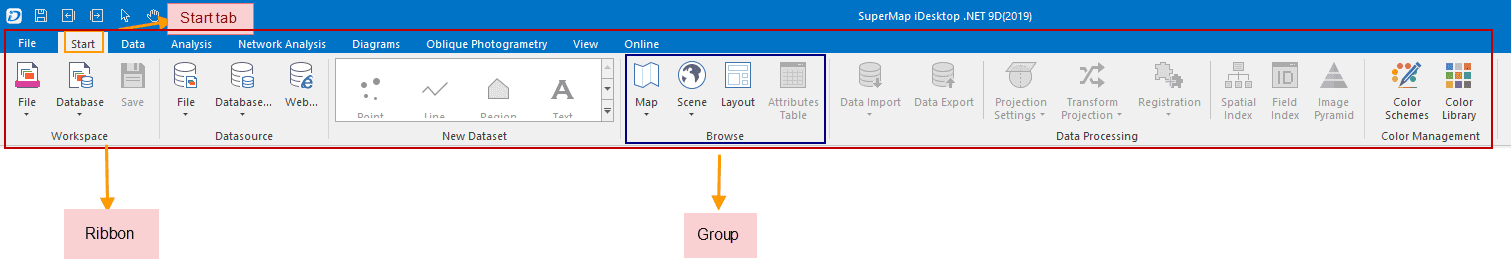 SuperMap iDesktop .NET 9D(2019)
Start tab
File Start Data Analysis Network Analysis Diagrams Oblique Photogrametry View Online
File Database Save File Database... Web... Point Line Region Text Map Scene Layout Attributes Table Data Import Data Export Projection Settings Transform Projection Registration Spatial Index Field Index Image Pyramid Color Schemes Color Library
Workspace Datasource New Dataset Browse Data Processing Color Management
Ribbon
Group